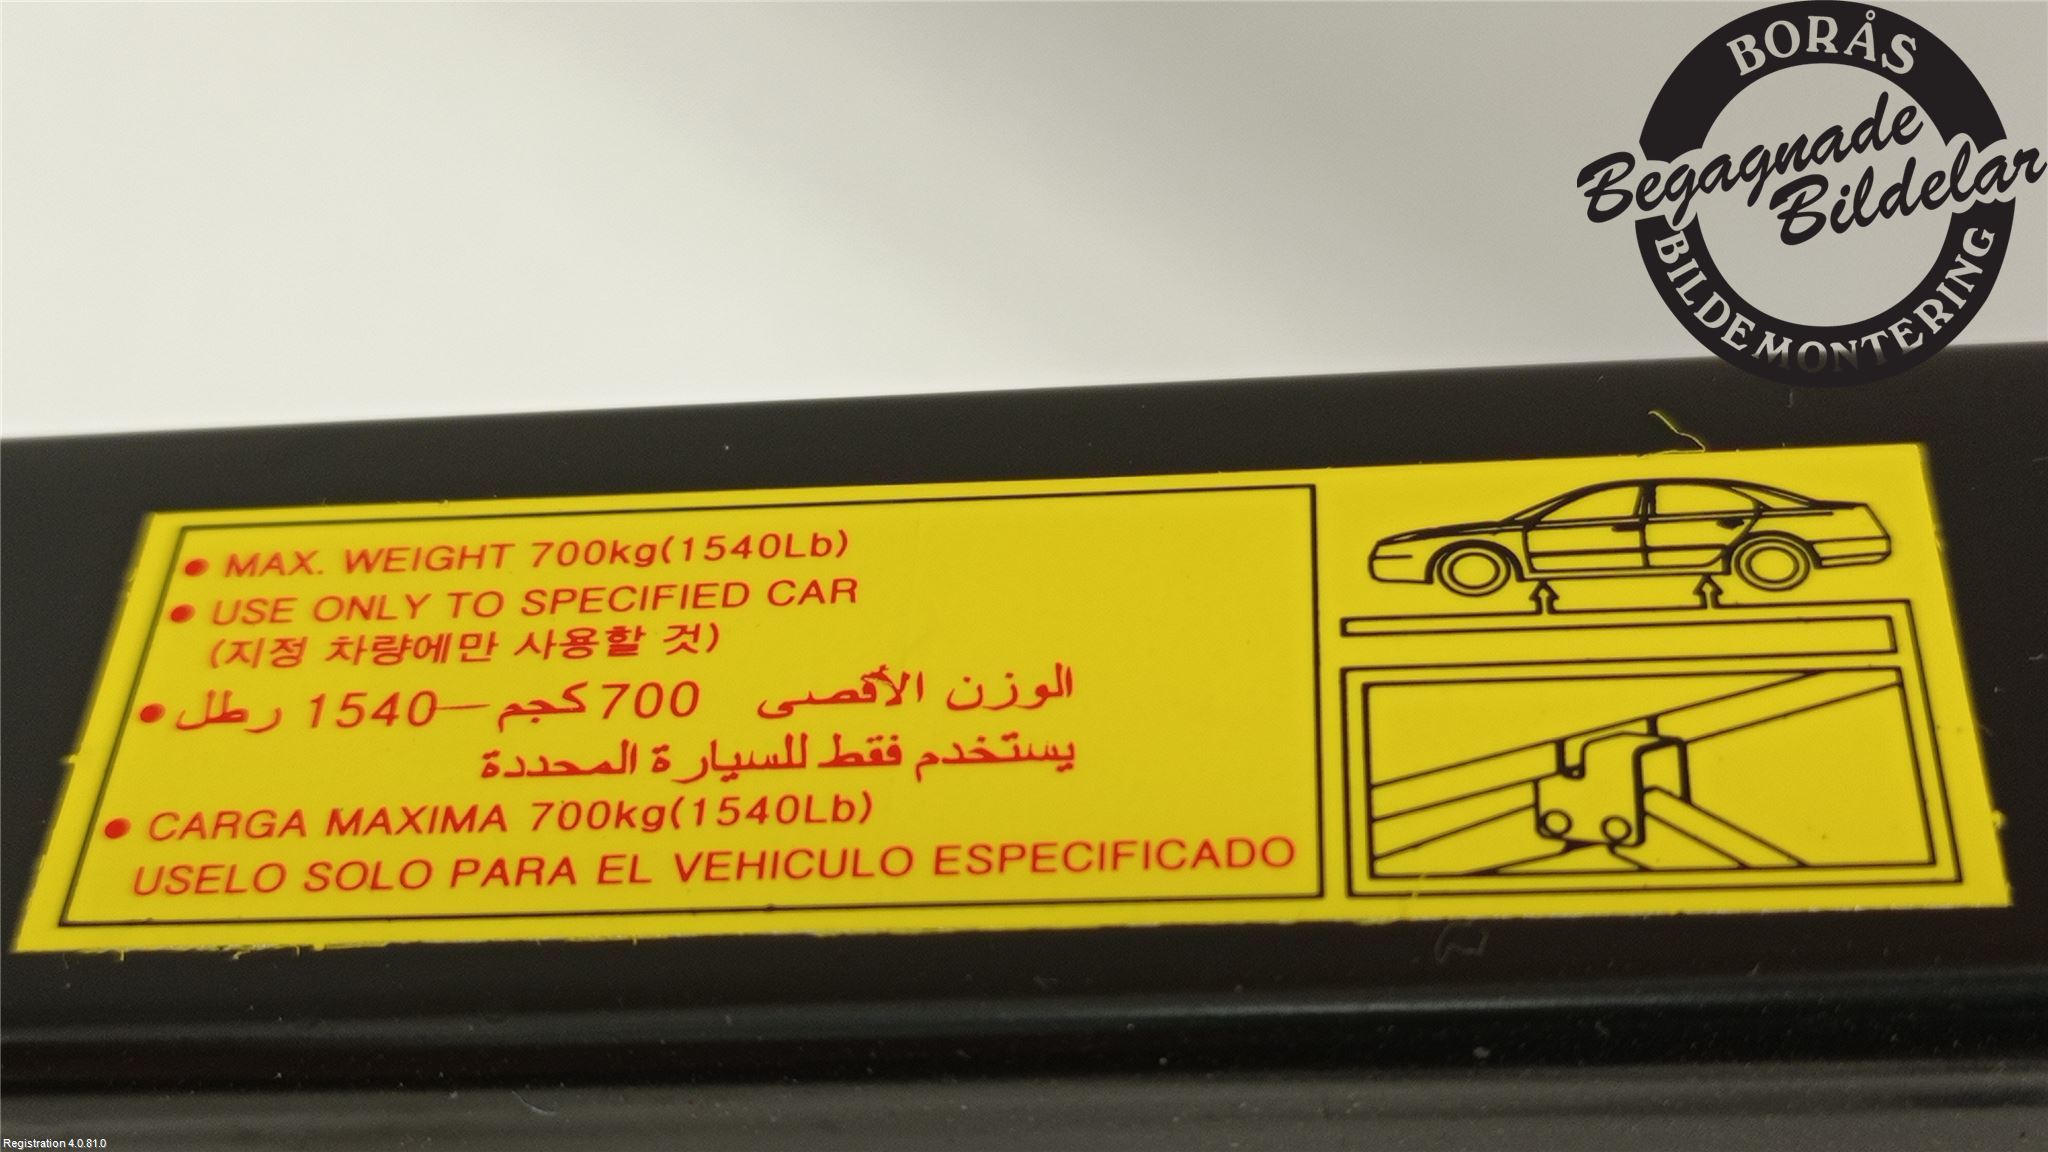 BORÅS
Begagnade
Bildelar
BILDEMONTERING
● MAX. WEIGHT 700kg(1540Lb)
● USE ONLY TO SPECIFIED CAR
(지정 차량에만 사용할 것)
● الوزن الأقصى 700 كجم—1540 رطل
يستخدم فقط للسيارة المحددة
● CARGA MAXIMA 700kg(1540Lb)
USELO SOLO PARA EL VEHICULO ESPECIFICADO
Registration 4.0.81.0